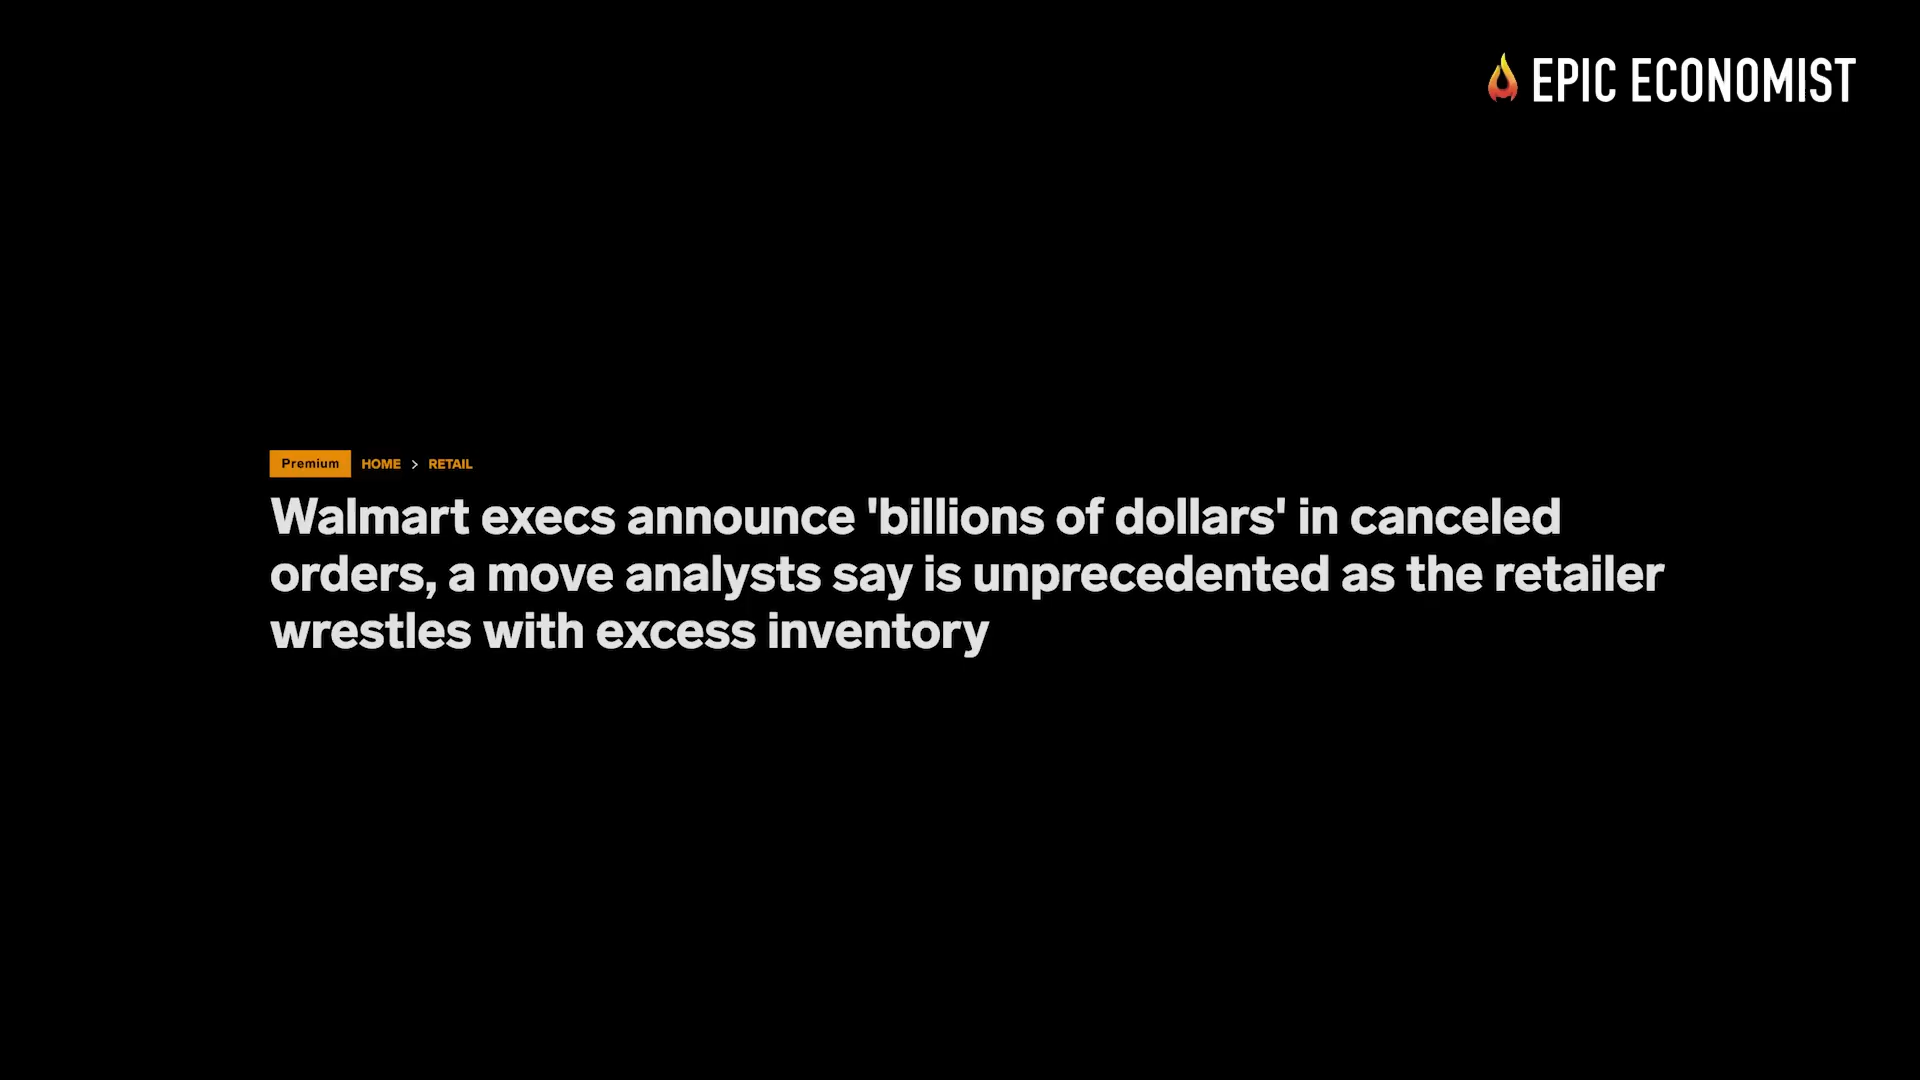 EPIC ECONOMIST
Premium HOME > RETAIL
Walmart execs announce 'billions of dollars' in canceled
orders, a move analysts say is unprecedented as the retailer
wrestles with excess inventory